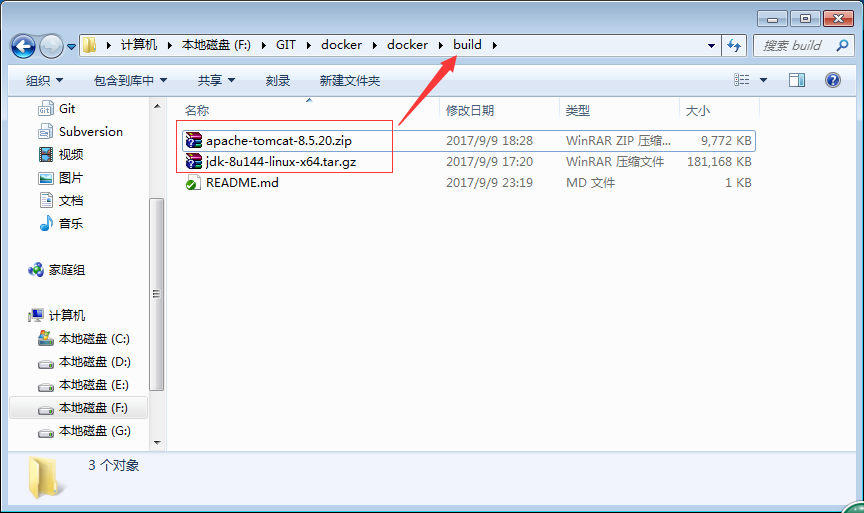 计算机 本地磁盘 (F:) GIT docker docker build 搜索 build
组织 包含到库中 共享 刻录 新建文件夹
名称 修改日期 类型 大小
apache-tomcat-8.5.20.zip 2017/9/9 18:28 WinRAR ZIP 压缩... 9,772 KB
jdk-8u144-linux-x64.tar.gz 2017/9/9 17:20 WinRAR 压缩文件 181,168 KB
README.md 2017/9/9 23:19 MD 文件 1 KB
Git
Subversion
视频
图片
文档
音乐
家庭组
计算机
本地磁盘 (C:)
本地磁盘 (D:)
本地磁盘 (E:)
本地磁盘 (F:)
本地磁盘 (G:)
3 个对象